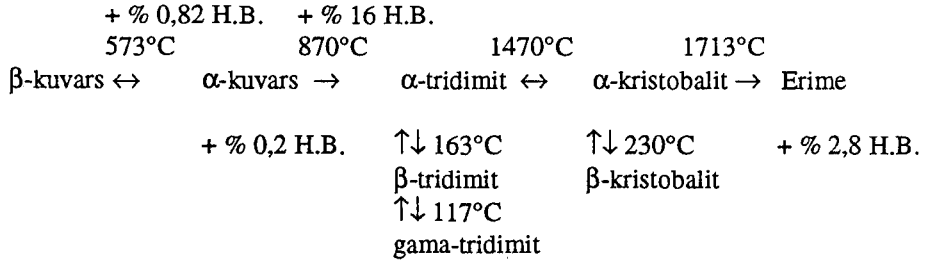 + % 0,82 H.B. + % 16 H.B.
573°C 870°C 1470°C 1713°C
β-kuvars ↔ α-kuvars → α-tridimit ↔ α-kristobalit → Erime
+ % 0,2 H.B. ↑↓ 163°C ↑↓ 230°C + % 2,8 H.B.
β-tridimit β-kristobalit
↑↓ 117°C
gama-tridimit